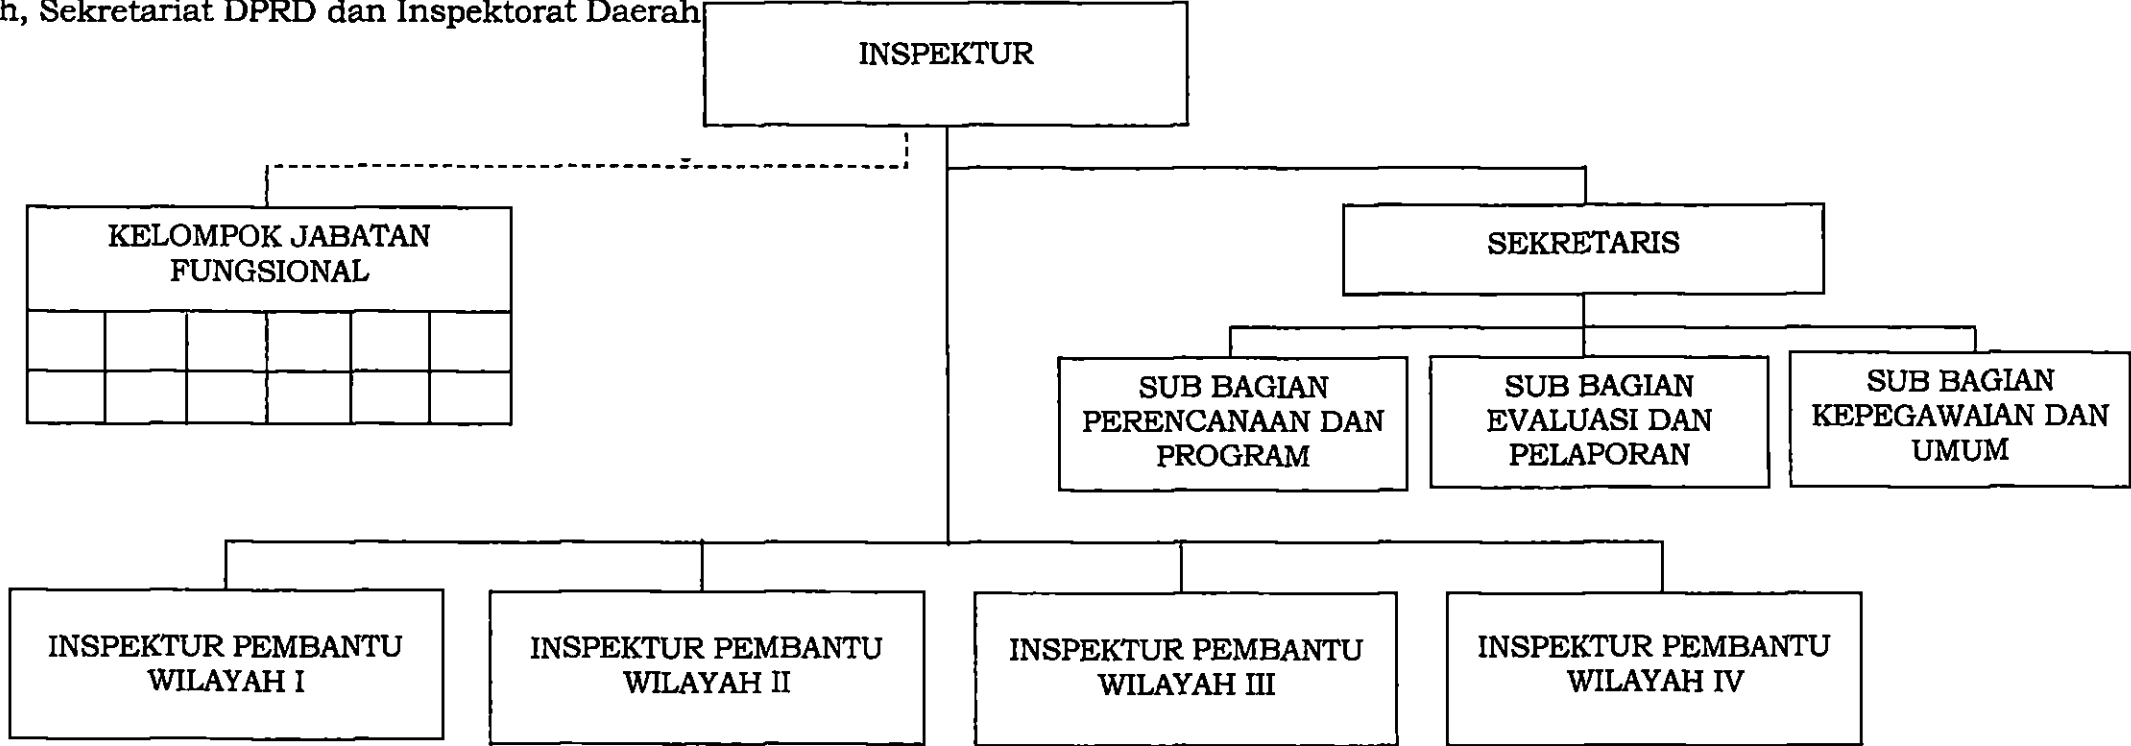 h, Sekretariat DPRD dan Inspektorat Daerah
INSPEKTUR
KELOMPOK JABATAN
FUNGSIONAL
SEKRETARIS
SUB BAGIAN
PERENCANAAN DAN
PROGRAM
SUB BAGIAN
EVALUASI DAN
PELAPORAN
SUB BAGIAN
KEPEGAWAIAN DAN
UMUM
INSPEKTUR PEMBANTU
WILAYAH I
INSPEKTUR PEMBANTU
WILAYAH II
INSPEKTUR PEMBANTU
WILAYAH III
INSPEKTUR PEMBANTU
WILAYAH IV